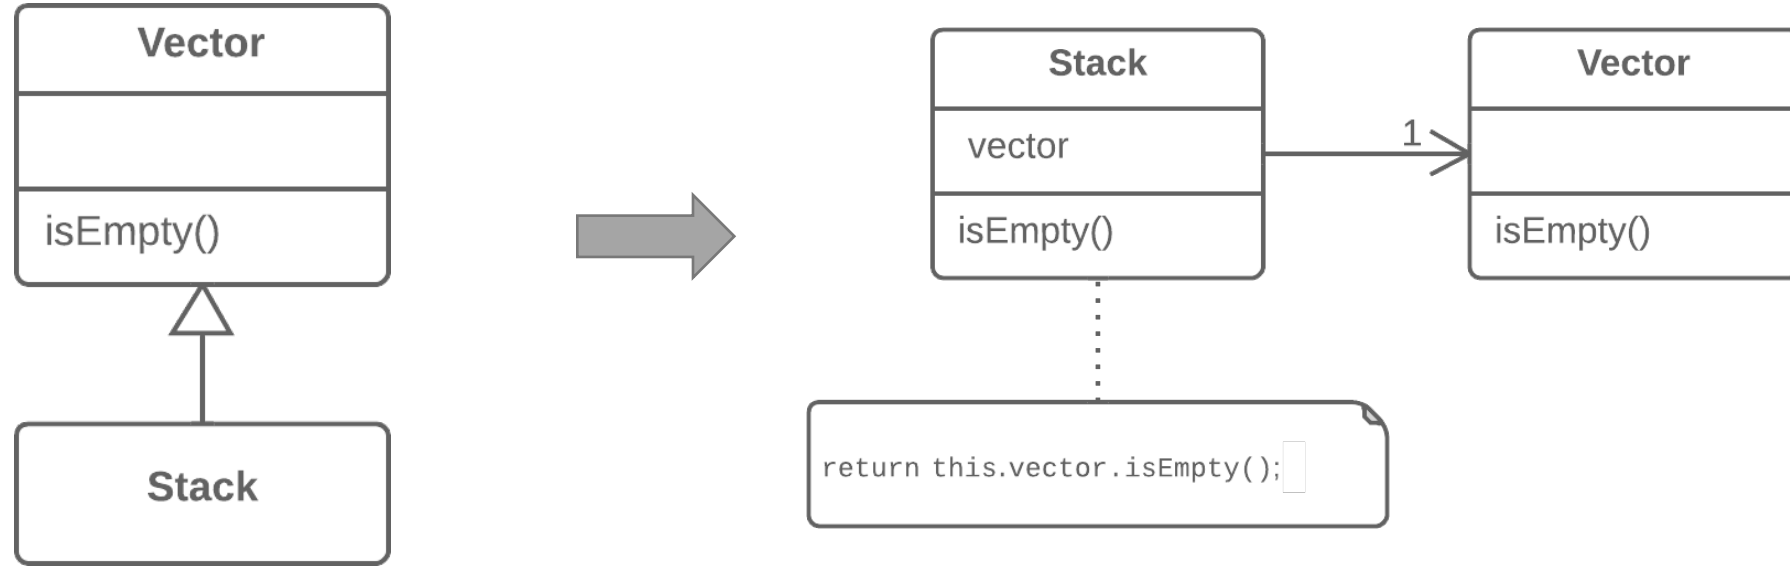 Vector
isEmpty()
Stack
Stack
vector
isEmpty()
1
Vector
isEmpty()
return this.vector.isEmpty();